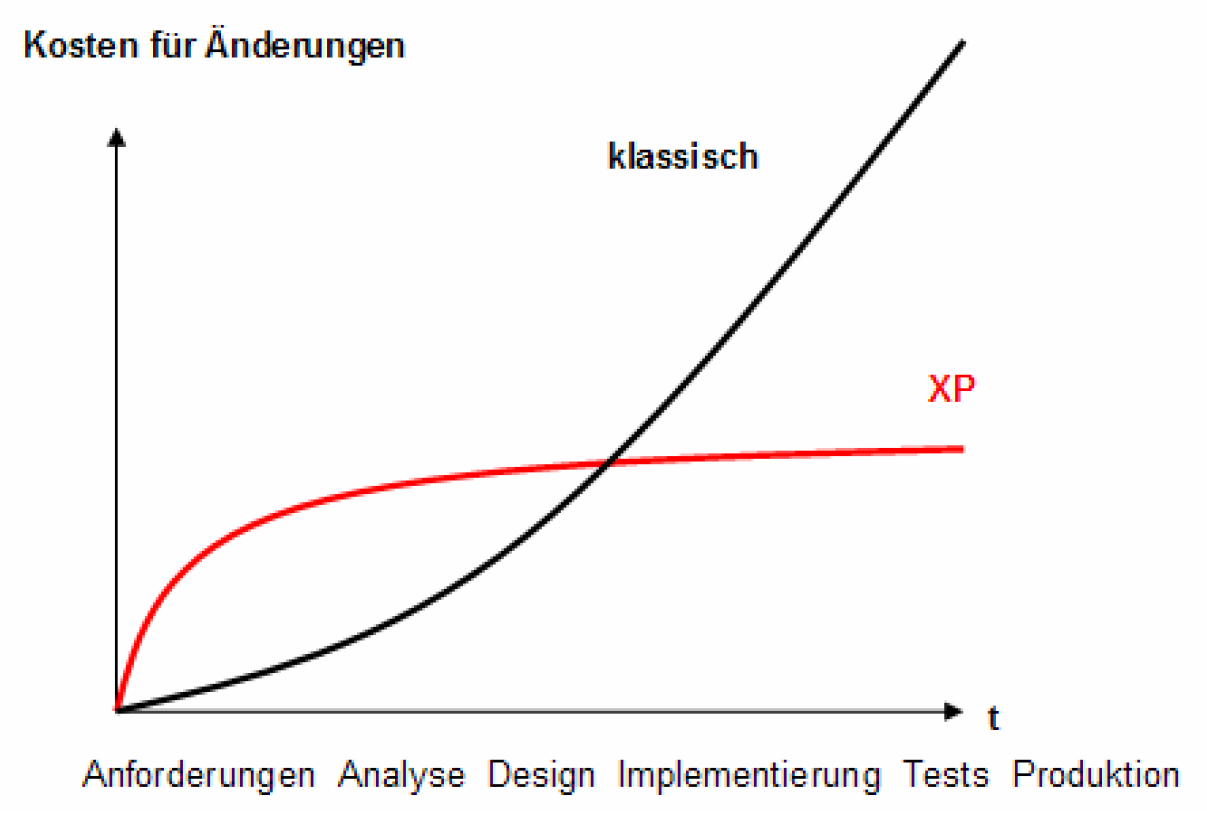 Kosten für Änderungen
klassisch
XP
t
Anforderungen Analyse Design Implementierung Tests Produktion